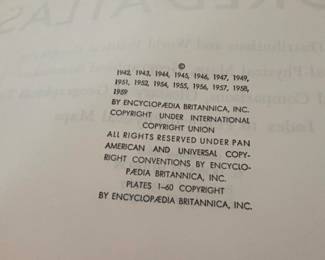 ©
1942, 1943, 1944, 1945, 1946, 1947, 1949,
1951, 1952, 1954, 1955, 1956, 1957, 1958,
1959
BY ENCYCLOPÆDIA BRITANNICA, INC.
COPYRIGHT UNDER INTERNATIONAL
COPYRIGHT UNION
ALL RIGHTS RESERVED UNDER PAN
AMERICAN AND UNIVERSAL COPY-
RIGHT CONVENTIONS BY ENCYCLO-
PÆDIA BRITANNICA, INC.
PLATES 1–60 COPYRIGHT
BY ENCYCLOPÆDIA BRITANNICA, INC.